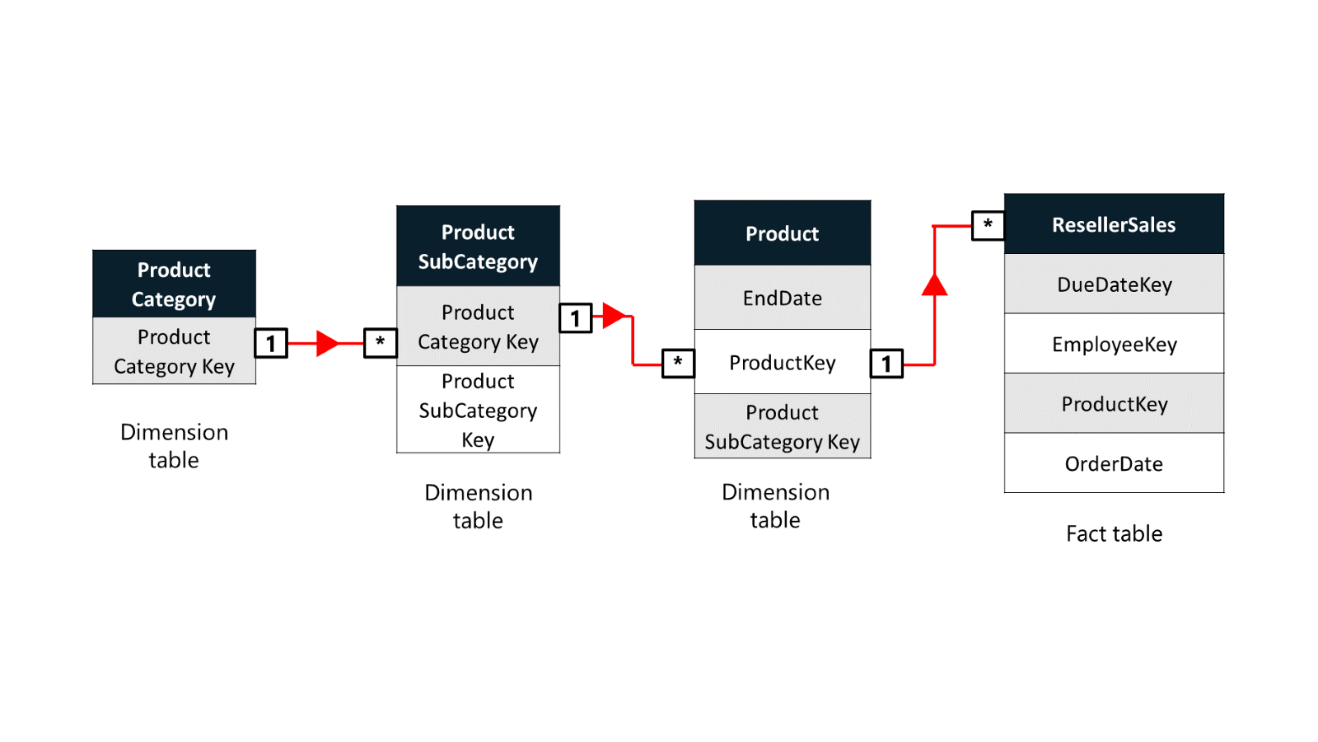 Product
Category
Product
Category Key
1
*
Dimension
table
Product
SubCategory
Product
Category Key
Product
SubCategory
Key
1
*
Dimension
table
Product
EndDate
ProductKey
Product
SubCategory Key
1
*
Dimension
table
ResellerSales
DueDateKey
EmployeeKey
ProductKey
OrderDate
Fact table